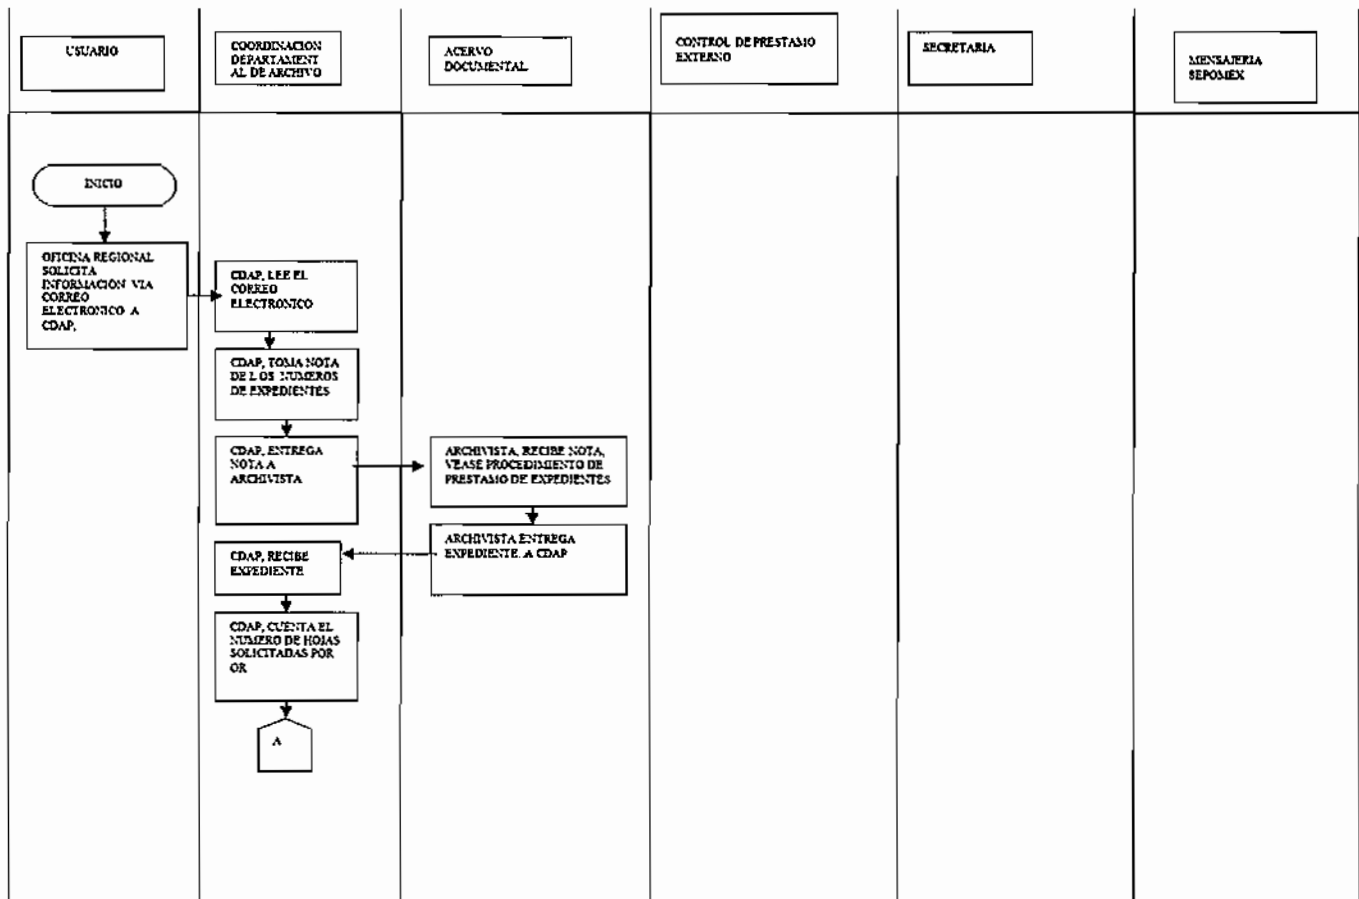 USUARIO
COORDINACION
DEPARTAMENT
AL DE ARCHIVO
ACERVO
DOCUMENTAL
CONTROL DE PRESTAMO
EXTERNO
SECRETARIA
MENSAJERIA
SEPOMEX
INICIO
OFICINA REGIONAL
SOLICITA
INFORMACION VIA
CORREO
ELECTRONICO A
CDAP,
CDAP, LEE EL
CORREO
ELECTRONICO
CDAP, TOMA NOTA
DE LOS NUMEROS
DE EXPEDIENTES
CDAP, ENTREGA
NOTA A
ARCHIVISTA
ARCHIVISTA, RECIBE NOTA,
VEASE PROCEDIMIENTO DE
PRESTAMO DE EXPEDIENTES
ARCHIVISTA ENTREGA
EXPEDIENTE. A CDAP
CDAP, RECIBE
EXPEDIENTE
CDAP, CUENTA EL
NUMERO DE HOJAS
SOLICITADAS POR
OR
A